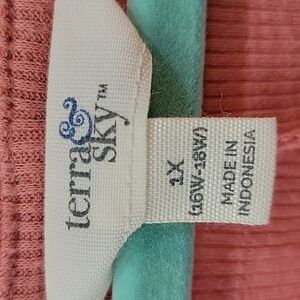 terra&
sky™
1X
(16W-18W)
MADE IN
INDONESIA